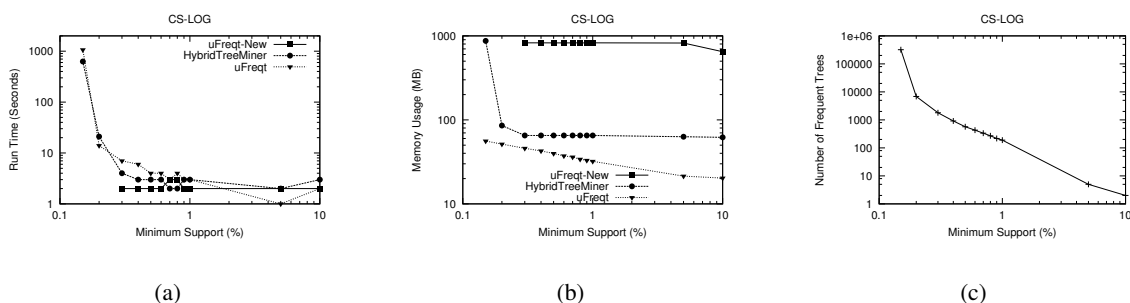 CS-LOG
Run Time (Seconds)
1000
100
10
1
0.1
1
10
Minimum Support (%)
uFreqt-New
HybridTreeMiner
uFreqt
(a)
CS-LOG
Memory Usage (MB)
1000
100
10
0.1
1
10
Minimum Support (%)
uFreqt-New
HybridTreeMiner
uFreqt
(b)
CS-LOG
Number of Frequent Trees
1e+06
100000
10000
1000
100
10
1
0.1
1
10
Minimum Support (%)
(c)